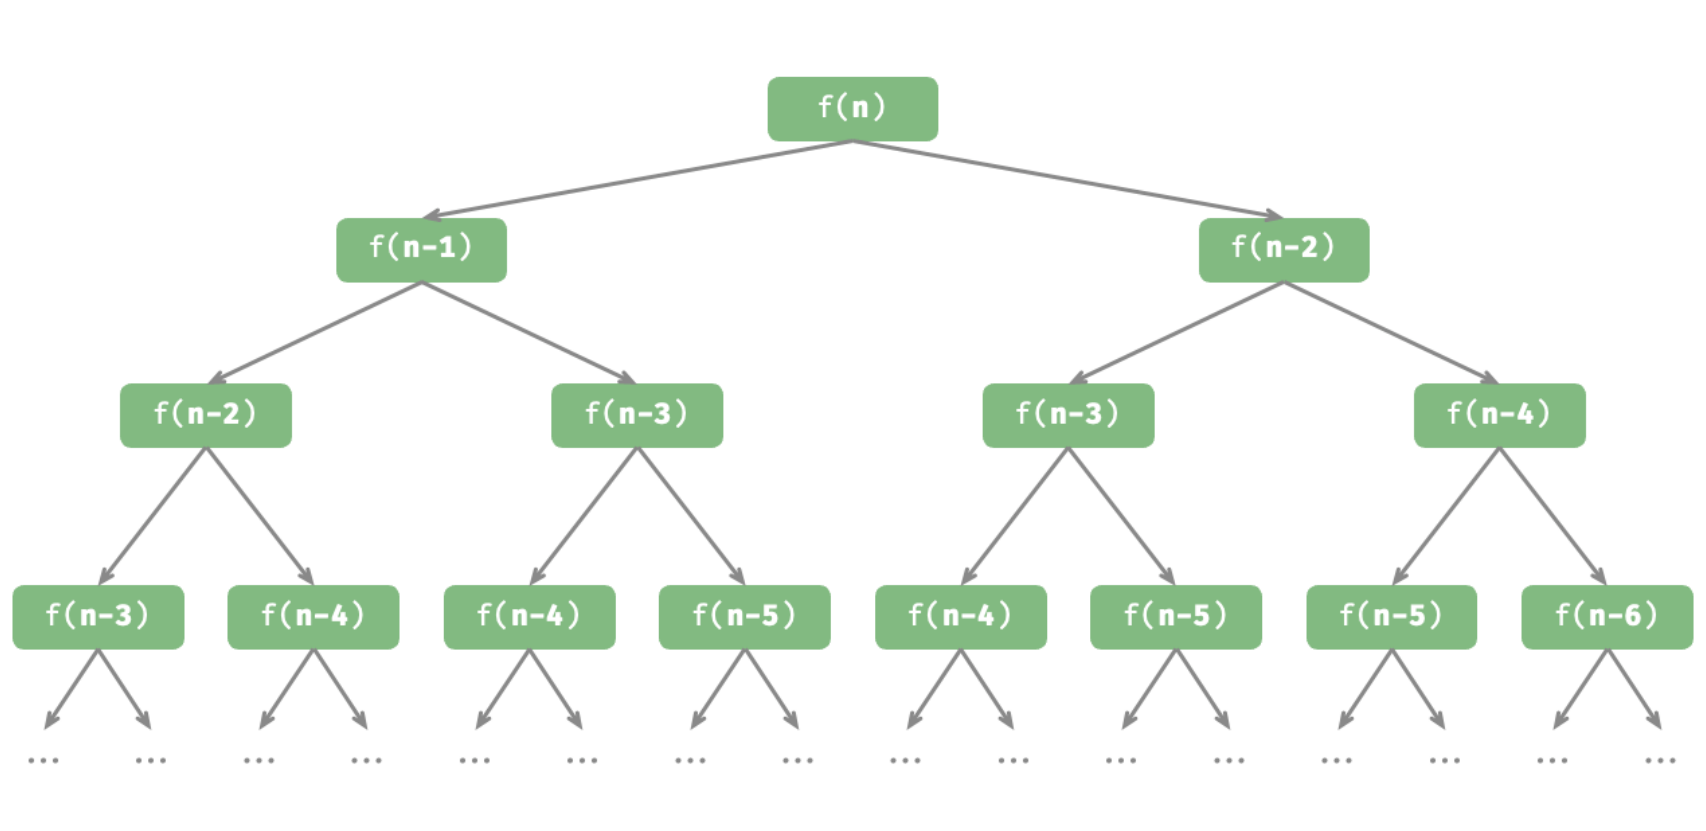 f(n)
f(n-1) f(n-2)
f(n-2) f(n-3) f(n-3) f(n-4)
f(n-3) f(n-4) f(n-4) f(n-5) f(n-4) f(n-5) f(n-5) f(n-6)
... ... ... ... ... ... ... ... ... ... ... ... ... ... ... ...